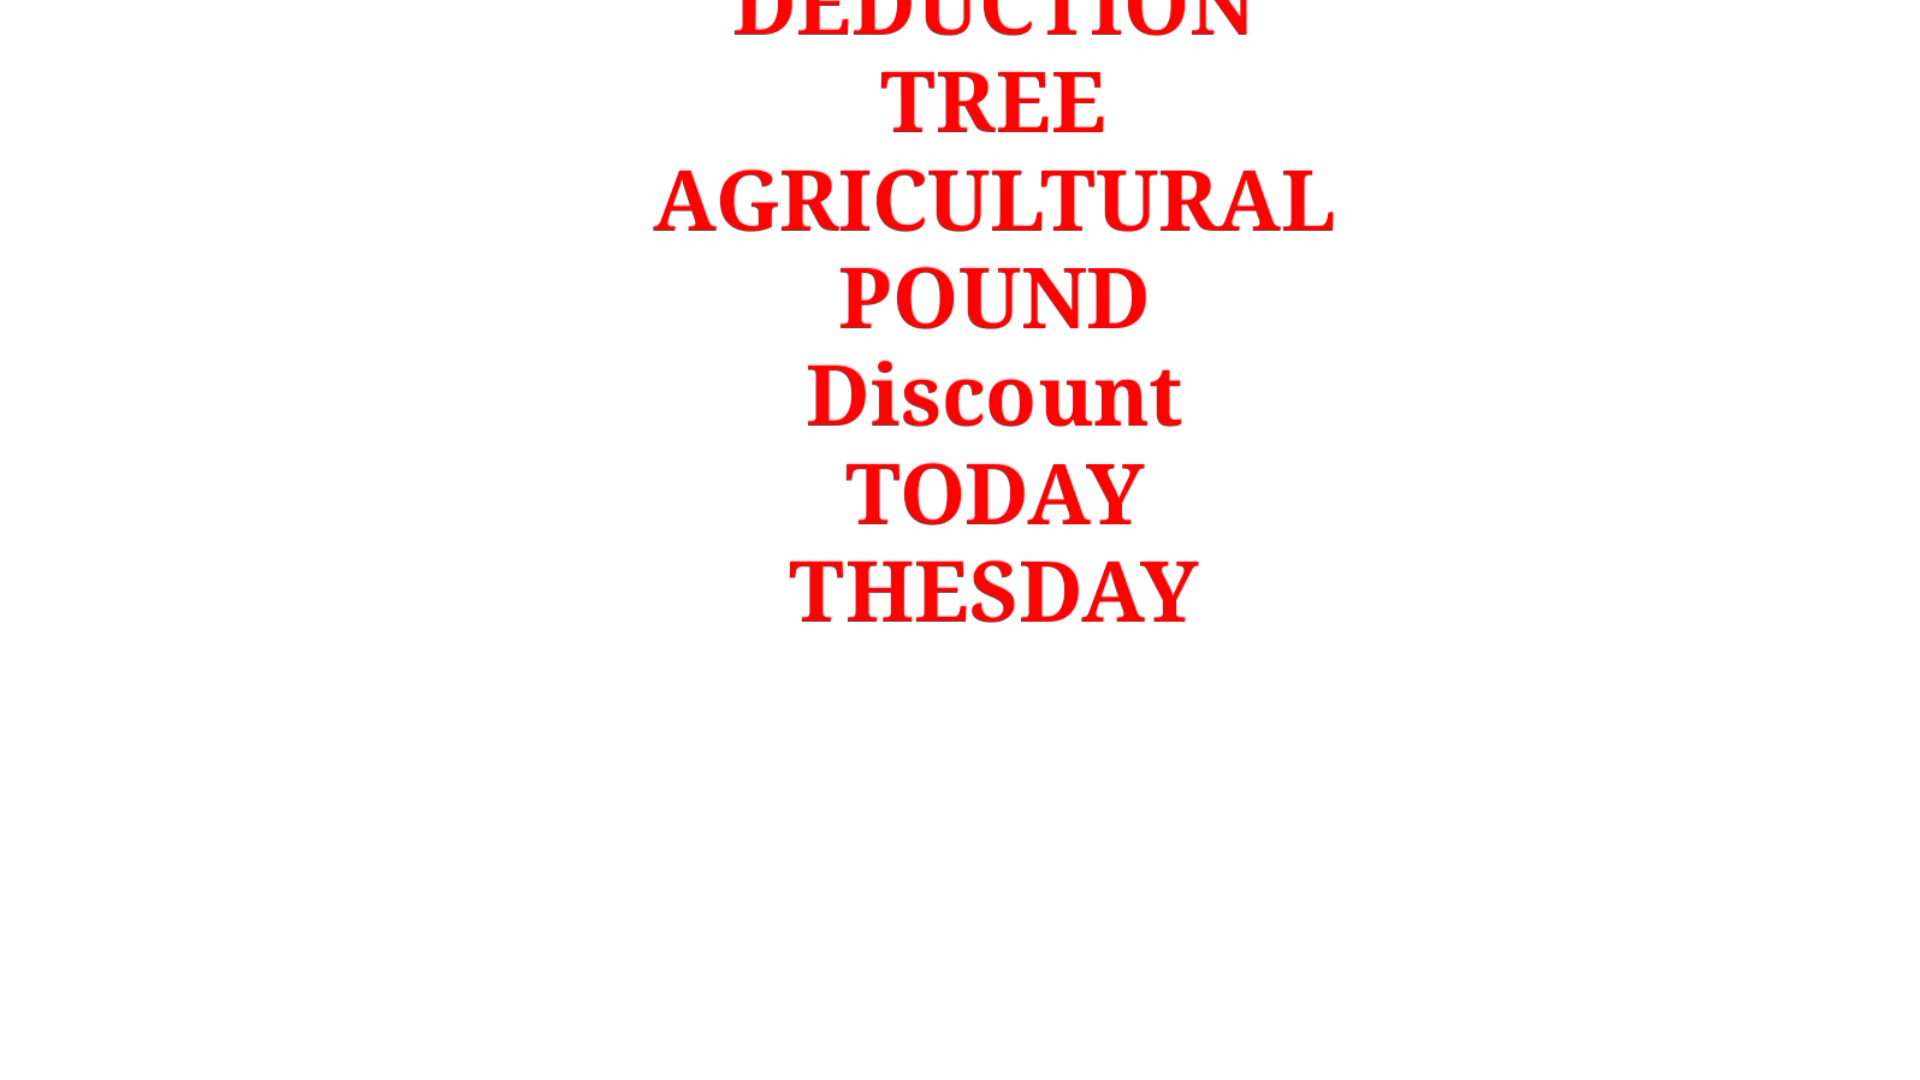 DEDUCTION
TREE
AGRICULTURAL
POUND
Discount
TODAY
THESDAY